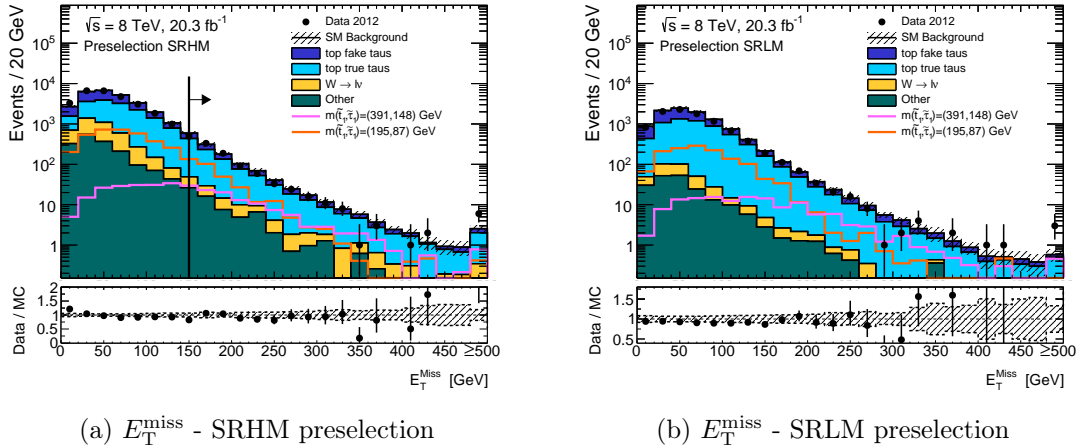 Events / 20 GeV
10⁵
10⁴
10³
10²
10
1
√s = 8 TeV, 20.3 fb⁻¹
Preselection SRHM
Data 2012
SM Background
top fake taus
top true taus
W → lν
Other
m(t̃₁,τ̃₁)=(391,148) GeV
m(t̃₁,τ̃₁)=(195,87) GeV
Data / MC
2
1.5
1
0.5
0
0 50 100 150 200 250 300 350 400 450 ≥500
E_T^Miss [GeV]
(a) E_T^miss - SRHM preselection
Events / 20 GeV
10⁵
10⁴
10³
10²
10
1
√s = 8 TeV, 20.3 fb⁻¹
Preselection SRLM
Data 2012
SM Background
top fake taus
top true taus
W → lν
Other
m(t̃₁,τ̃₁)=(391,148) GeV
m(t̃₁,τ̃₁)=(195,87) GeV
Data / MC
1.5
1
0.5
0 50 100 150 200 250 300 350 400 450 ≥500
E_T^Miss [GeV]
(b) E_T^miss - SRLM preselection